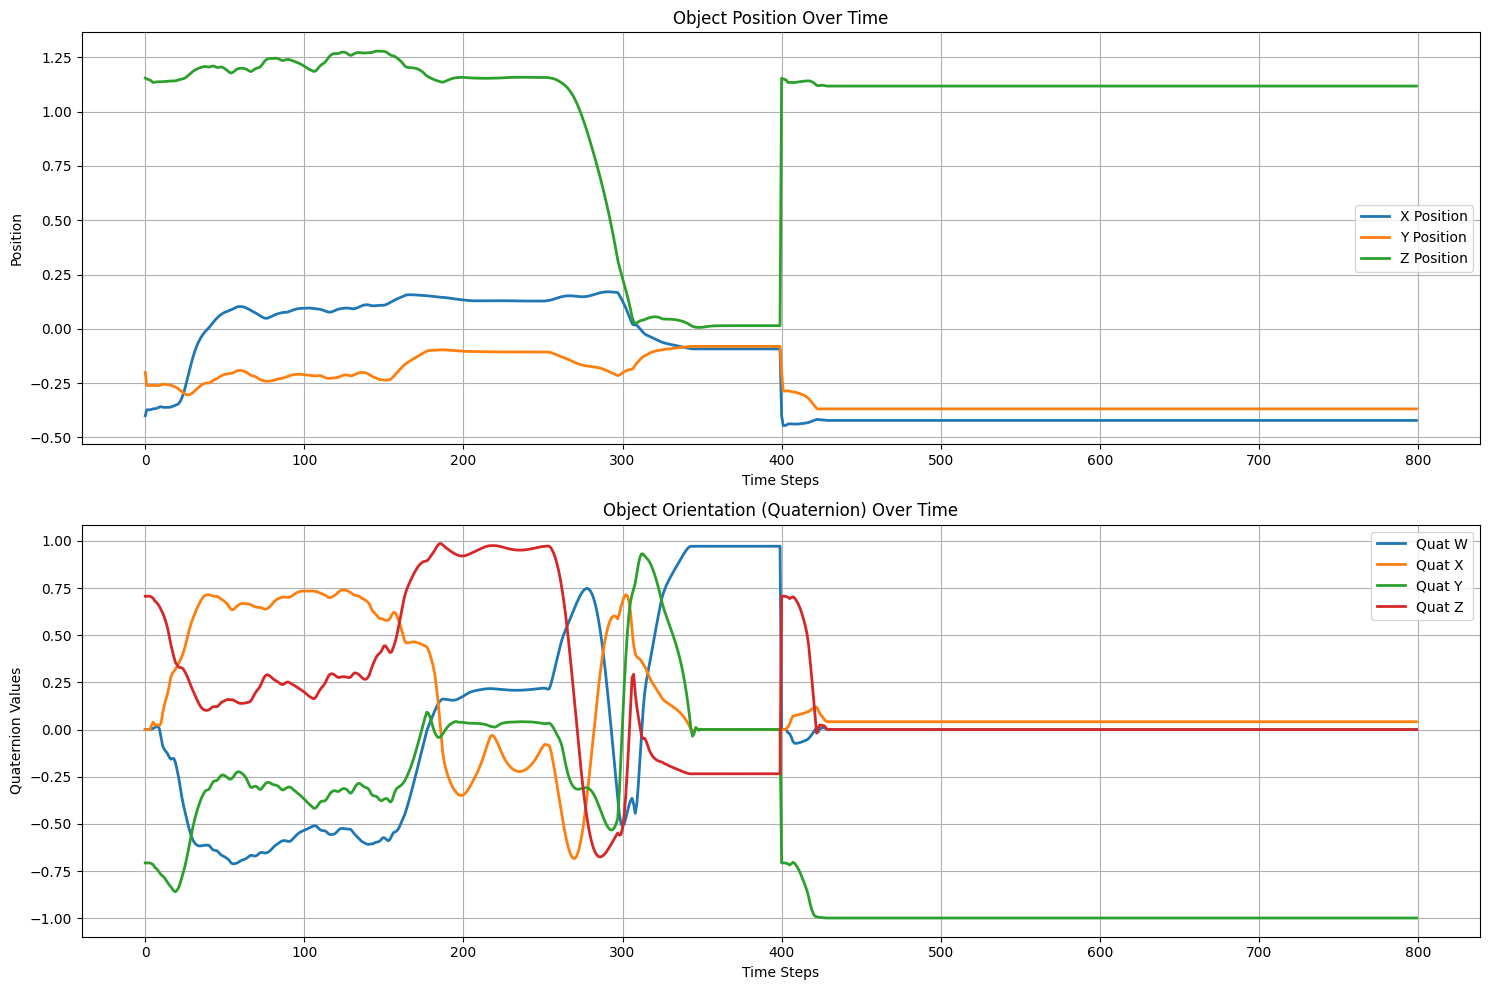 Object Position Over Time
Position
1.25
1.00
0.75
0.50
0.25
0.00
−0.25
−0.50
X Position
Y Position
Z Position
0 100 200 300 400 500 600 700 800
Time Steps
Object Orientation (Quaternion) Over Time
Quaternion Values
1.00
0.75
0.50
0.25
0.00
−0.25
−0.50
−0.75
−1.00
Quat W
Quat X
Quat Y
Quat Z
0 100 200 300 400 500 600 700 800
Time Steps